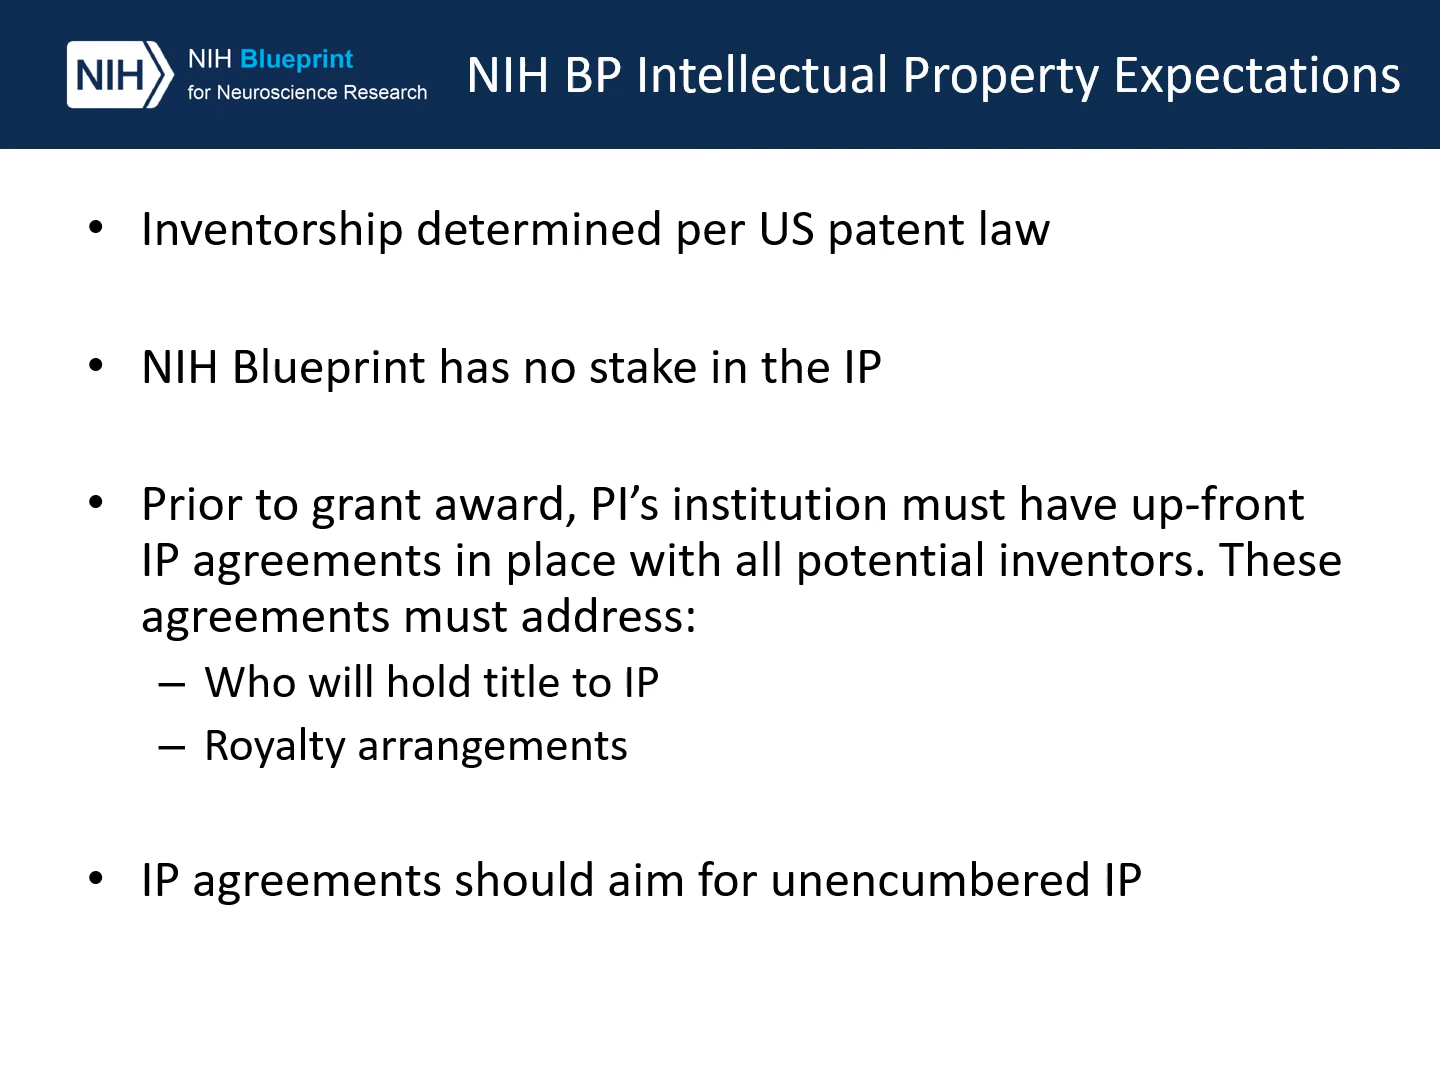 NIH
NIH Blueprint
for Neuroscience Research
NIH BP Intellectual Property Expectations
• Inventorship determined per US patent law
• NIH Blueprint has no stake in the IP
• Prior to grant award, PI’s institution must have up-front
IP agreements in place with all potential inventors. These
agreements must address:
– Who will hold title to IP
– Royalty arrangements
• IP agreements should aim for unencumbered IP